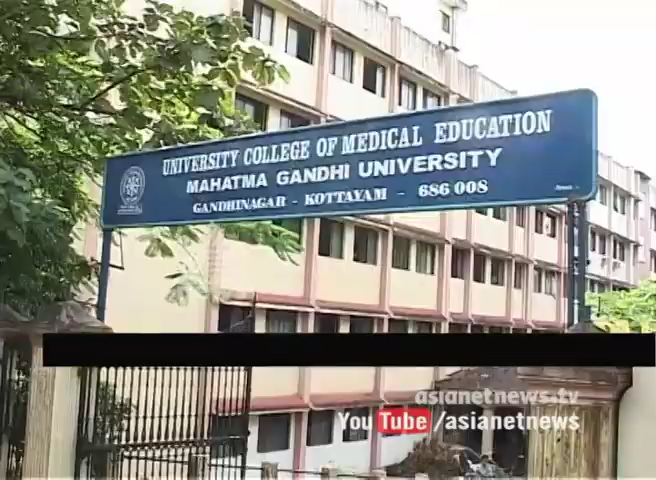 UNIVERSITY COLLEGE OF MEDICAL EDUCATION
MAHATMA GANDHI UNIVERSITY
GANDHINAGAR - KOTTAYAM - 686 008
asianetnews.tv
YouTube/asianetnews